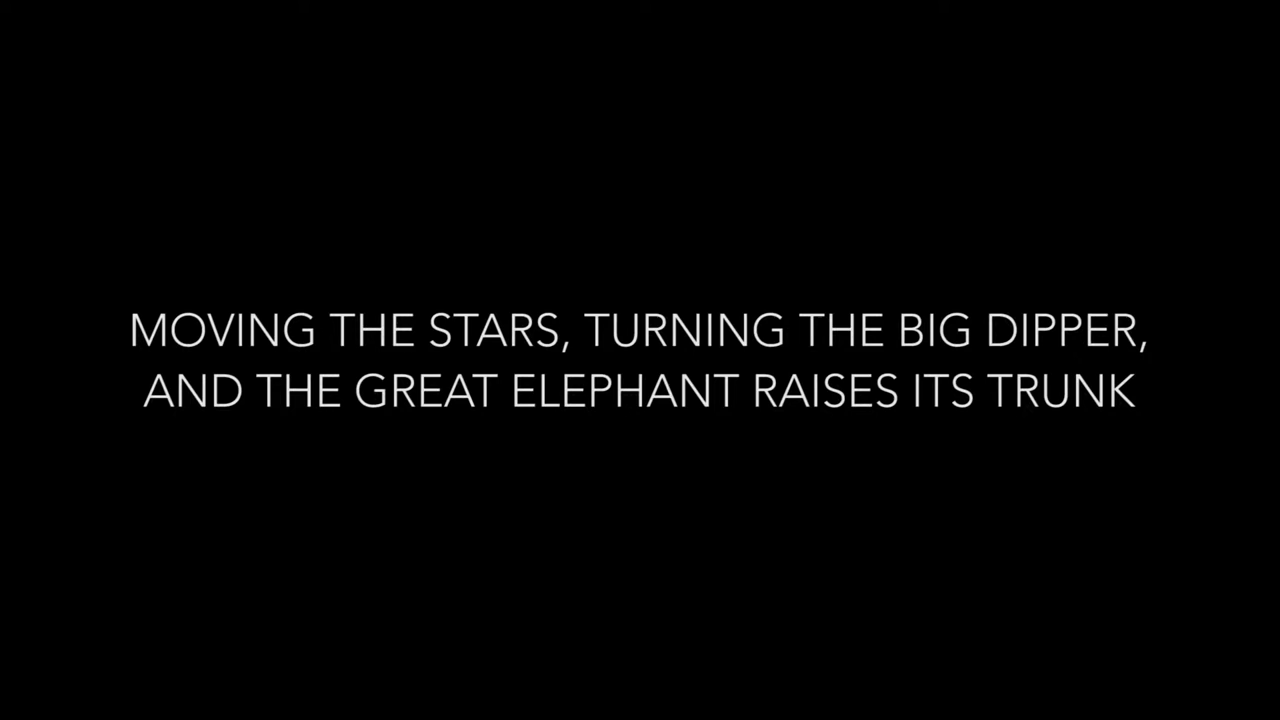 MOVING THE STARS, TURNING THE BIG DIPPER,
AND THE GREAT ELEPHANT RAISES ITS TRUNK